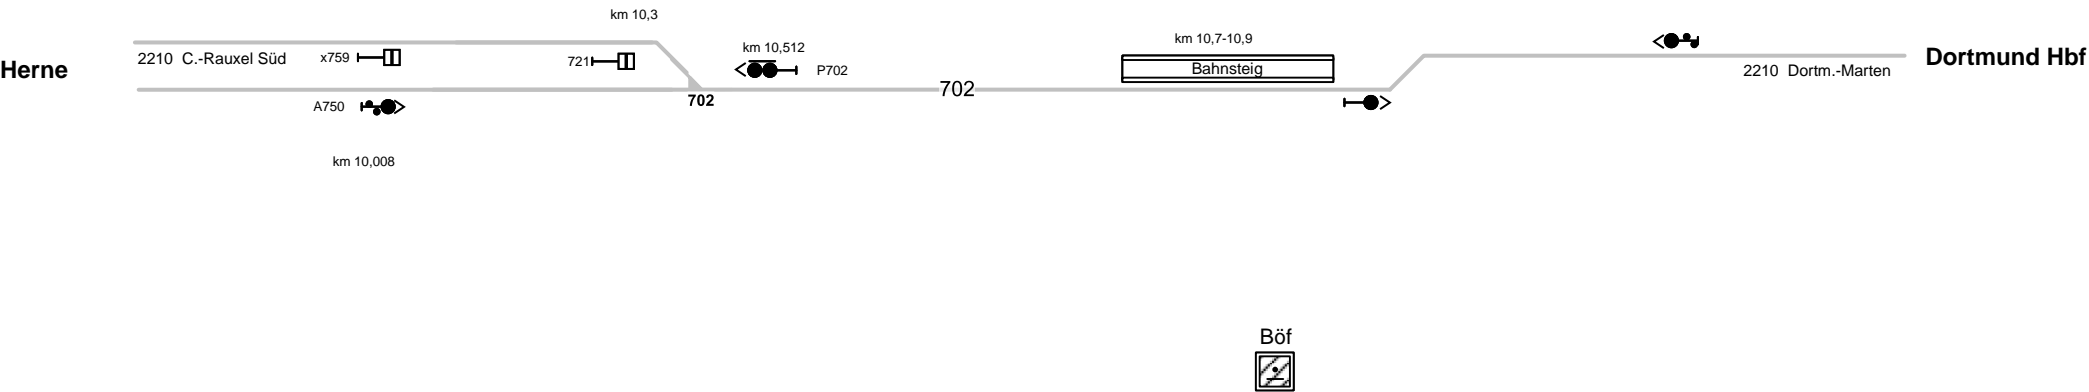 km 10,3
km 10,7-10,9
km 10,512
Herne
2210 C.-Rauxel Süd
x759
721
P702
Bahnsteig
2210 Dortm.-Marten
Dortmund Hbf
702
702
A750
km 10,008
Böf